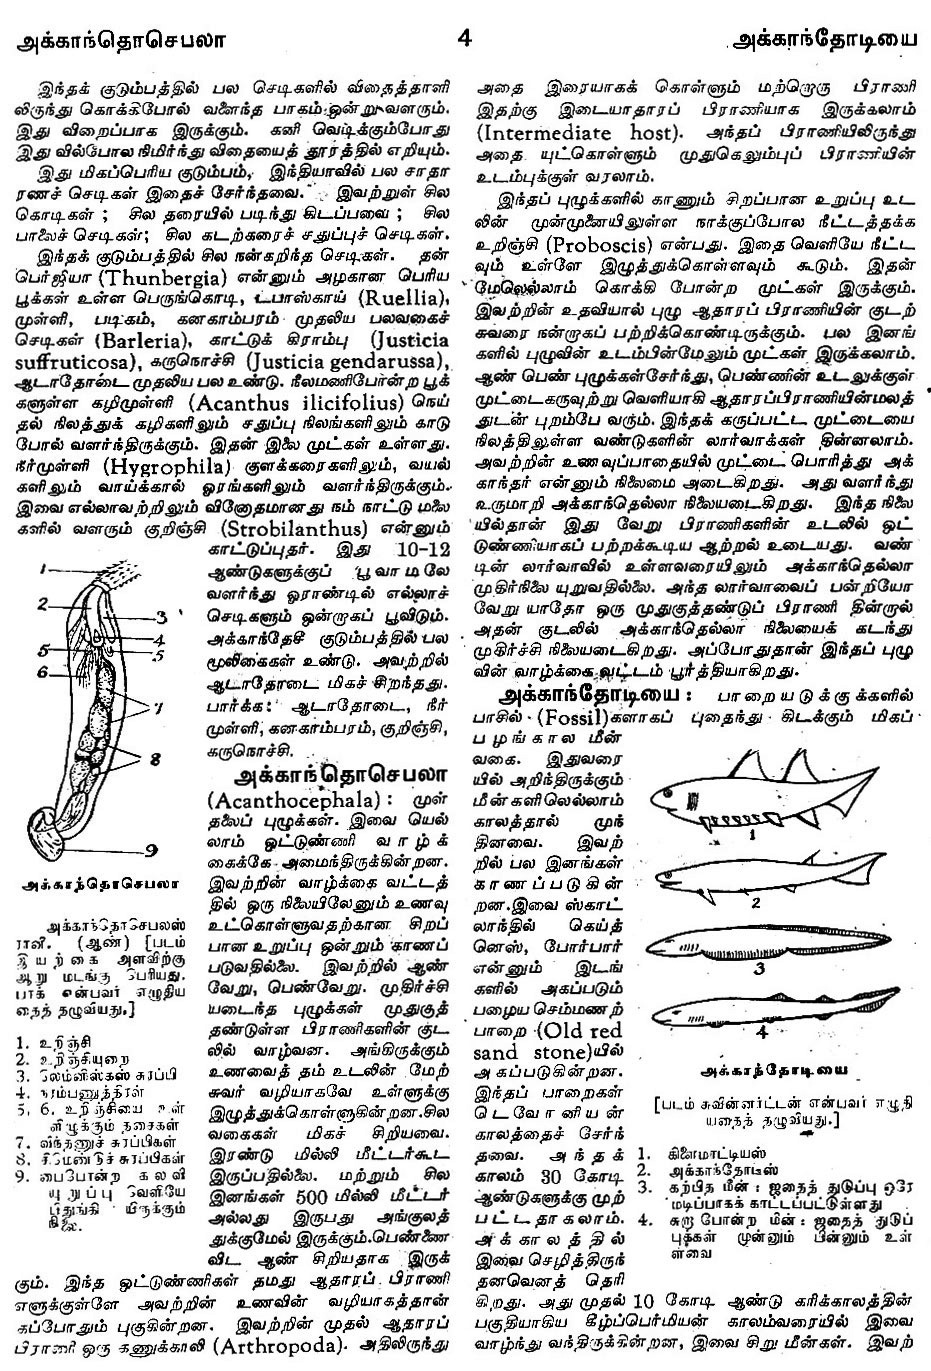 அக்காந்தொசெபலா
4
அக்காந்தோடியை
இந்தக் குடும்பத்தில் பல செடிகளில் விதைத்தாளி
லிருந்து கொக்கிபோல் வளைந்த பாகம் ஒன்று வளரும்.
இது விறைப்பாக இருக்கும். கனி வெடிக்கும்போது
இது வில்போல நிமிர்ந்து விதையைத் தூரத்தில் எறியும்.
இது மிகப்பெரிய குடும்பம், இந்தியாவில் பல சாதா
ரணச் செடிகள் இதைச் சேர்ந்தவை. இவற்றுள் சில
கொடிகள் ; சில தரையில் படிந்து கிடப்பவை ; சில
பாலைச் செடிகள்; சில கடற்கரைச் சதுப்புச் செடிகள்.
இந்தக் குடும்பத்தில் சில நன்கறிந்த செடிகள். தன்
பெர்ஜியா (Thunbergia) என்னும் அழகான பெரிய
பூக்கள் உள்ள பெருங்கொடி, டபாஸ்காய் (Ruellia),
முள்ளி, படிகம், கனகாம்பரம் முதலிய பலவகைச்
செடிகள் (Barleria), காட்டுக் கிராம்பு (Justicia
suffruticosa), கருநொச்சி (Justicia gendarussa),
ஆடாதோடை முதலிய பல உண்டு. நீலமணிபோன்ற பூக்
களுள்ள கழிமுள்ளி (Acanthus ilicifolius) நெய்
தல் நிலத்துக் கழிகளிலும் சதுப்பு நிலங்களிலும் காடு
போல் வளர்ந்திருக்கும். இதன் இலை முட்கள் உள்ளது.
நீர்முள்ளி (Hygrophila) குளக்கரைகளிலும், வயல்
களிலும் வாய்க்கால் ஓரங்களிலும் வளர்ந்திருக்கும்.
இவை எல்லாவற்றிலும் வினோதமானது நம் நாட்டு மலை
களில் வளரும் குறிஞ்சி (Strobilanthus) என்னும்
காட்டுப்புதர். இது 10-12
ஆண்டுகளுக்குப் பூவாமலே
வளர்ந்து ஓராண்டில் எல்லாச்
செடிகளும் ஒன்றாகப் பூவிடும்.
அக்காந்தேசி குடும்பத்தில் பல
மூலிகைகள் உண்டு. அவற்றில்
ஆடாதோடை மிகச் சிறந்தது.
பார்க்க: ஆடாதோடை, நீர்
முள்ளி, கனகாம்பரம், குறிஞ்சி,
கருநொச்சி.
1
2
3
4
5
5
6
7
8
9
அக்காந்தொசெபலா
அக்காந்தொசெபலஸ்
ரானி. (ஆண்) [படம்
இயற்கை அளவிற்கு
ஆறு மடங்கு பெரியது.
பாக் என்பவர் எழுதிய
தைத் தழுவியது.]
1. உறிஞ்சி
2. உறிஞ்சியுறை
3. லெம்னிஸ்கஸ் சுரப்பி
4. நரம்பணுத்திரள்
5, 6. உறிஞ்சியை உள்
ளிழுக்கும் தசைகள்
7. விந்தணுச் சுரப்பிகள்
8. சிமெண்டுச் சுரப்பிகள்
9. பைபோன்ற கலவி
யுறுப்பு வெளியே
பிதுங்கி யிருக்கும்
நிலை.
அக்காந்தொசெபலா
(Acanthocephala) : முள்
தலைப் புழுக்கள். இவை யெல்
லாம் ஒட்டுண்ணி வாழ்க்
கைக்கே அமைந்திருக்கின்றன.
இவற்றின் வாழ்க்கை வட்டத்
தில் ஒரு நிலையிலேனும் உணவு
உட்கொள்ளுவதற்கான சிறப்
பான உறுப்பு ஒன்றும் காணப்
படுவதில்லை. இவற்றில் ஆண்
வேறு, பெண்வேறு. முதிர்ச்சி
யடைந்த புழுக்கள் முதுகுத்
தண்டுள்ள பிராணிகளின் குட
லில் வாழ்வன. அங்கிருக்கும்
உணவைத் தம் உடலின் மேற்
சுவர் வழியாகவே உள்ளுக்கு
இழுத்துக்கொள்ளுகின்றன. சில
வகைகள் மிகச் சிறியவை.
இரண்டு மில்லி மீட்டர்கூட
இருப்பதில்லை. மற்றும் சில
இனங்கள் 500 மில்லி மீட்டர்
அல்லது இருபது அங்குலத்
துக்குமேல் இருக்கும். பெண்ணை
விட ஆண் சிறியதாக இருக்
கும். இந்த ஒட்டுண்ணிகள் தமது ஆதாரப் பிராணி
களுக்குள்ளே அவற்றின் உணவின் வழியாகத்தான்
எப்போதும் புகுகின்றன. இவற்றின் முதல் ஆதாரப்
பிராணி ஒரு கணுக்காலி (Arthropoda). அதிலிருந்து
அதை இரையாகக் கொள்ளும் மற்றொரு பிராணி
இதற்கு இடையாதாரப் பிராணியாக இருக்கலாம்
(Intermediate host). அந்தப் பிராணியிலிருந்து
அதை யுட்கொள்ளும் முதுகெலும்புப் பிராணியின்
உடம்புக்குள் வரலாம்.
இந்தப் புழுக்களில் காணும் சிறப்பான உறுப்பு உட
லின் முன்முனையிலுள்ள நாக்குப்போல நீட்டத்தக்க
உறிஞ்சி (Proboscis) என்பது. இதை வெளியே நீட்ட
வும் உள்ளே இழுத்துக்கொள்ளவும் கூடும். இதன்
மேலெல்லாம் கொக்கி போன்ற முட்கள் இருக்கும்.
இவற்றின் உதவியால் புழு ஆதாரப் பிராணியின் குடற்
சுவரை நன்றாகப் பற்றிக்கொண்டிருக்கும். பல இனங்
களில் புழுவின் உடம்பின்மேலும் முட்கள் இருக்கலாம்.
ஆண் பெண் புழுக்கள்சேர்ந்து, பெண்ணின் உடலுக்குள்
முட்டைகருவுற்று வெளியாகி ஆதாரப்பிராணியின்மலத்
துடன் புறம்பே வரும். இந்தக் கருப்பட்ட முட்டையை
நிலத்திலுள்ள வண்டுகளின் லார்வாக்கள் தின்னலாம்.
அவற்றின் உணவுப்பாதையில் முட்டை பொரித்து அக்
காந்தர் என்னும் நிலைமை அடைகிறது. அது வளர்ந்து
உருமாறி அக்காந்தெல்லா நிலையடைகிறது. இந்த நிலை
யில்தான் இது வேறு பிராணிகளின் உடலில் ஒட்
டுண்ணியாகப் பற்றக்கூடிய ஆற்றல் உடையது. வண்
டின் லார்வாவில் உள்ளவரையிலும் அக்காந்தெல்லா
முதிர்நிலை யுறுவதில்லை. அந்த லார்வாவைப் பன்றியோ
வேறு யாதோ ஒரு முதுகுத்தண்டுப் பிராணி தின்றால்
அதன் குடலில் அக்காந்தெல்லா நிலையைக் கடந்து
முதிர்ச்சி நிலையடைகிறது. அப்போதுதான் இந்தப் புழு
வின் வாழ்க்கை வட்டம் பூர்த்தியாகிறது.
அக்காந்தோடியை : பாறையடுக்குக்களில்
பாசில் (Fossil)களாகப் புதைந்து கிடக்கும் மிகப்
பழங்கால மீன்
வகை. இதுவரை
யில் அறிந்திருக்கும்
மீன்களிலெல்லாம்
காலத்தால் முந்
தினவை. இவற்
றில் பல இனங்கள்
காணப்படுகின்
றன. இவை ஸ்காட்
லாந்தில் கெய்த்
னெஸ், போர்பார்
என்னும் இடங்
களில் அகப்படும்
பழைய செம்மணற்
பாறை (Old red
sand stone)யில்
அகப்படுகின்றன.
இந்தப் பாறைகள்
டெவோனியன்
காலத்தைச் சேர்ந்
தவை. அந்தக்
காலம் 30 கோடி
ஆண்டுகளுக்கு முற்
பட்டதாகலாம்.
அக்காலத்தில்
இவை செழித்திருந்
தனவெனத் தெரி
கிறது. அது முதல் 10 கோடி ஆண்டு கரிக்காலத்தின்
பகுதியாகிய கீழ்ப்பெர்மியன் காலம்வரையில் இவை
வாழ்ந்து வந்திருக்கின்றன, இவை சிறு மீன்கள். இவற்
1
2
3
4
அக்காந்தோடியை
[படம் சுவின்னர்ட்டன் என்பவர் எழுதி
யதைத் தழுவியது.]
1. கிளைமாட்டியஸ்
2. அக்காந்தோடிஸ்
3. கற்பித மீன் : ஜதைத் துடுப்பு ஒரே
மடிப்பாகக் காட்டப்பட்டுள்ளது
4. சுறா போன்ற மீன் : ஜதைத் துடுப்
புக்கள் முன்னும் பின்னும் உள்
ளவை